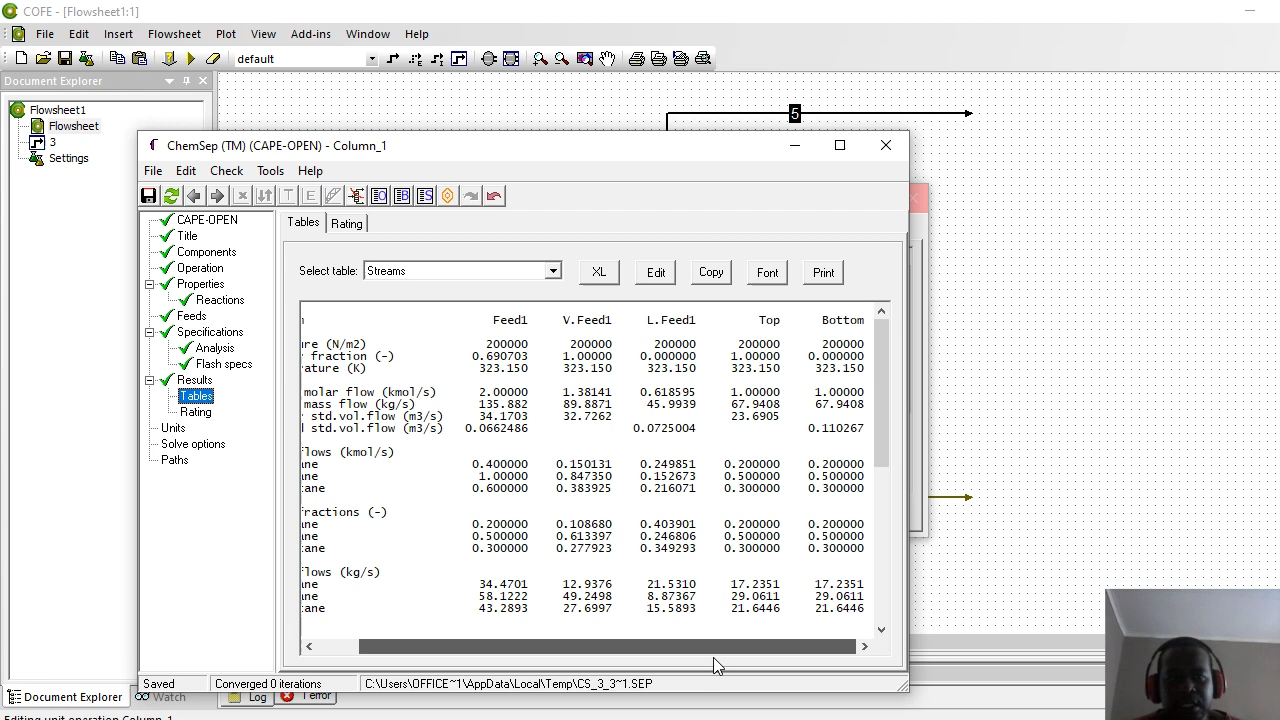 COFE - [Flowsheet1:1]
File Edit Insert Flowsheet Plot View Add-ins Window Help
default
Document Explorer
Flowsheet1
Flowsheet
3
Settings
5
ChemSep (TM) (CAPE-OPEN) - Column_1
File Edit Check Tools Help
CAPE-OPEN
Title
Components
Operation
Properties
Reactions
Feeds
Specifications
Analysis
Flash specs
Results
Tables
Rating
Units
Solve options
Paths
Tables Rating
Select table: Streams XL Edit Copy Font Print
Feed1 V.Feed1 L.Feed1 Top Bottom
ure (N/m2) 200000 200000 200000 200000 200000
fraction (-) 0.690703 1.00000 0.000000 1.00000 0.000000
ature (K) 323.150 323.150 323.150 323.150 323.150
molar flow (kmol/s) 2.00000 1.38141 0.618595 1.00000 1.00000
mass flow (kg/s) 135.882 89.8871 45.9939 67.9408 67.9408
std.vol.flow (m3/s) 34.1703 32.7262 23.6905
std.vol.flow (m3/s) 0.0662486 0.0725004 0.110267
flows (kmol/s)
ane 0.400000 0.150131 0.249851 0.200000 0.200000
ane 1.00000 0.847350 0.152673 0.500000 0.500000
tane 0.600000 0.383925 0.216071 0.300000 0.300000
fractions (-)
ane 0.200000 0.108680 0.403901 0.200000 0.200000
ane 0.500000 0.613397 0.246806 0.500000 0.500000
tane 0.300000 0.277923 0.349293 0.300000 0.300000
flows (kg/s)
ane 34.4701 12.9376 21.5310 17.2351 17.2351
ane 58.1222 49.2498 8.87367 29.0611 29.0611
tane 43.2893 27.6997 15.5893 21.6446 21.6446
Saved Converged 0 iterations C:\Users\OFFICE~1\AppData\Local\Temp\CS_3_3~1.SEP
Document Explorer Watch Log 1 error
Editing unit operation Column_1